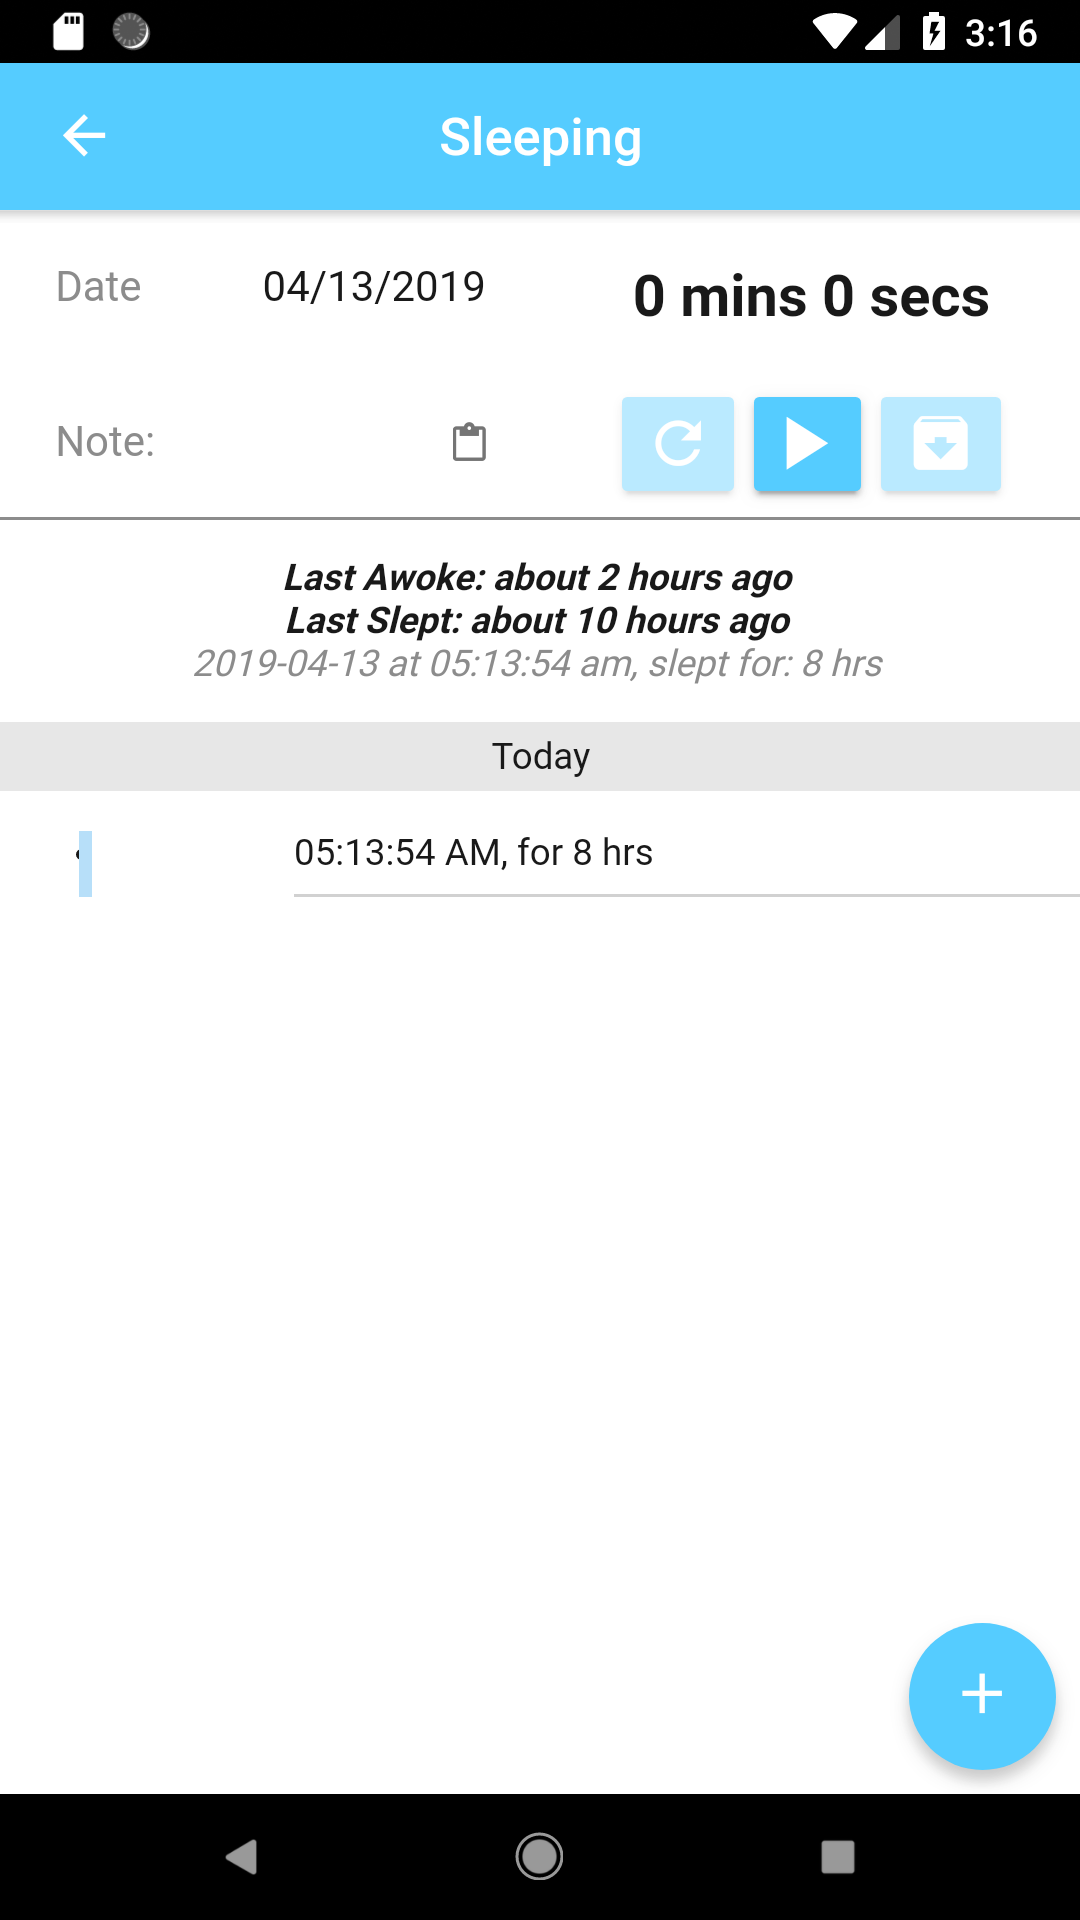 3:16
Sleeping
Date 04/13/2019
0 mins 0 secs
Note:
Last Awoke: about 2 hours ago
Last Slept: about 10 hours ago
2019-04-13 at 05:13:54 am, slept for: 8 hrs
Today
05:13:54 AM, for 8 hrs